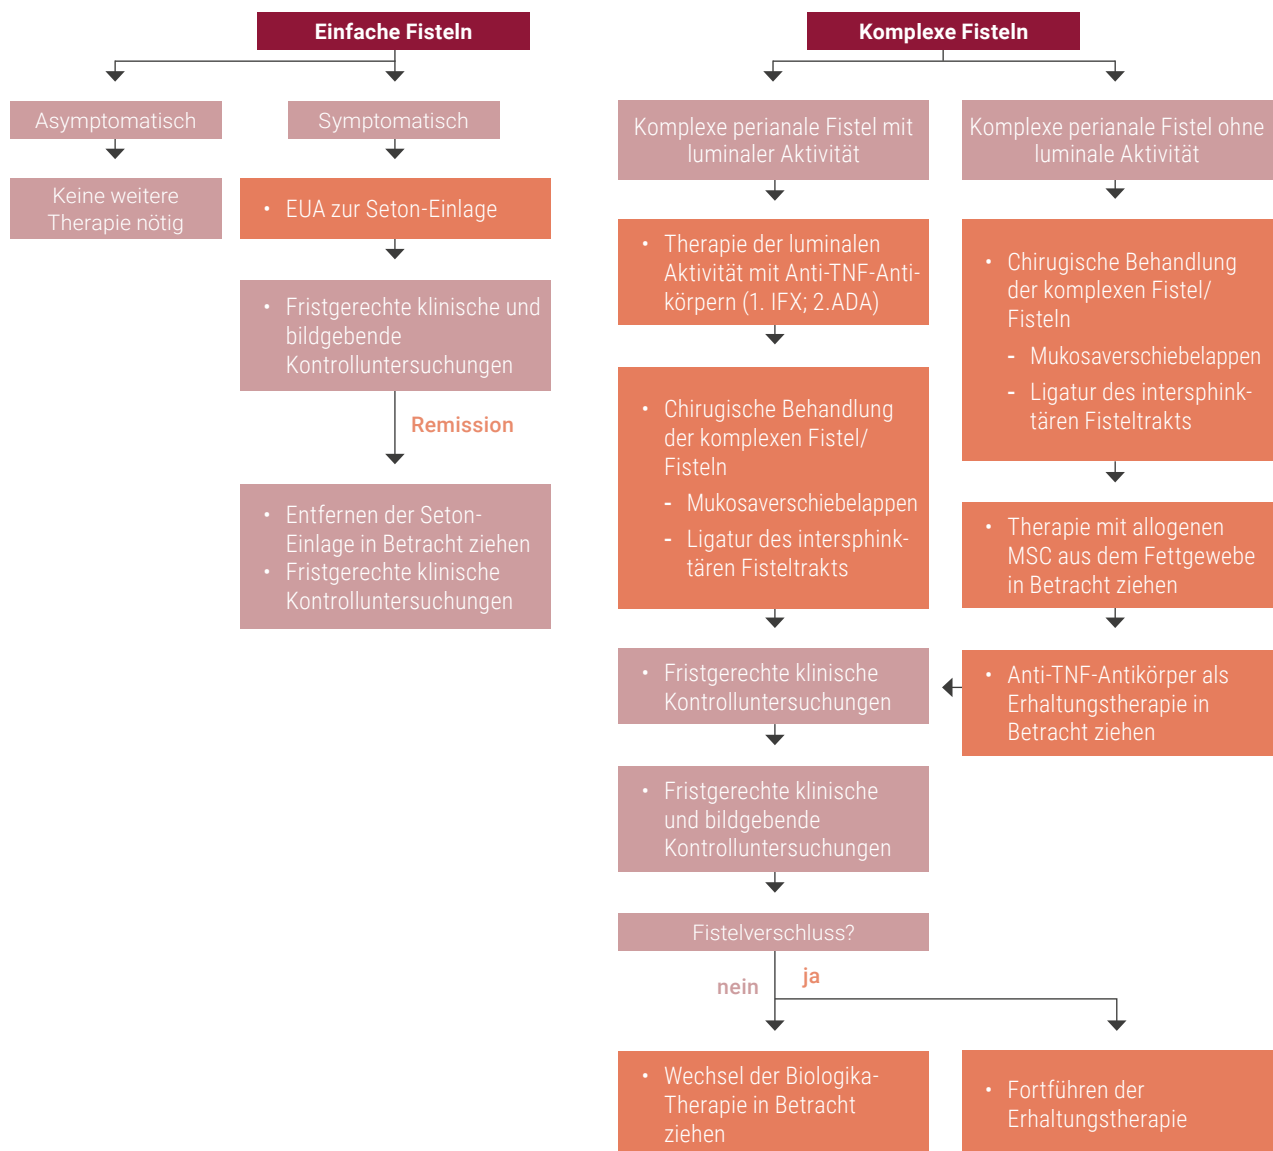 Einfache Fisteln
Asymptomatisch
Symptomatisch
Keine weitere
Therapie nötig
• EUA zur Seton-Einlage
• Fristgerechte klinische und
bildgebende
Kontrolluntersuchungen
Remission
• Entfernen der Seton-
Einlage in Betracht ziehen
• Fristgerechte klinische
Kontrolluntersuchungen
Komplexe Fisteln
Komplexe perianale Fistel mit
luminaler Aktivität
Komplexe perianale Fistel ohne
luminale Aktivität
• Therapie der luminalen
Aktivität mit Anti-TNF-Anti-
körpern (1. IFX; 2.ADA)
• Chirugische Behandlung
der komplexen Fistel/
Fisteln
- Mukosaverschiebelappen
- Ligatur des intersphink-
tären Fisteltrakts
• Chirugische Behandlung
der komplexen Fistel/
Fisteln
- Mukosaverschiebelappen
- Ligatur des intersphink-
tären Fisteltrakts
• Therapie mit allogenen
MSC aus dem Fettgewebe
in Betracht ziehen
• Anti-TNF-Antikörper als
Erhaltungstherapie in
Betracht ziehen
• Fristgerechte klinische
Kontrolluntersuchungen
• Fristgerechte klinische
und bildgebende
Kontrolluntersuchungen
Fistelverschluss?
nein
ja
• Wechsel der Biologika-
Therapie in Betracht
ziehen
• Fortführen der
Erhaltungstherapie